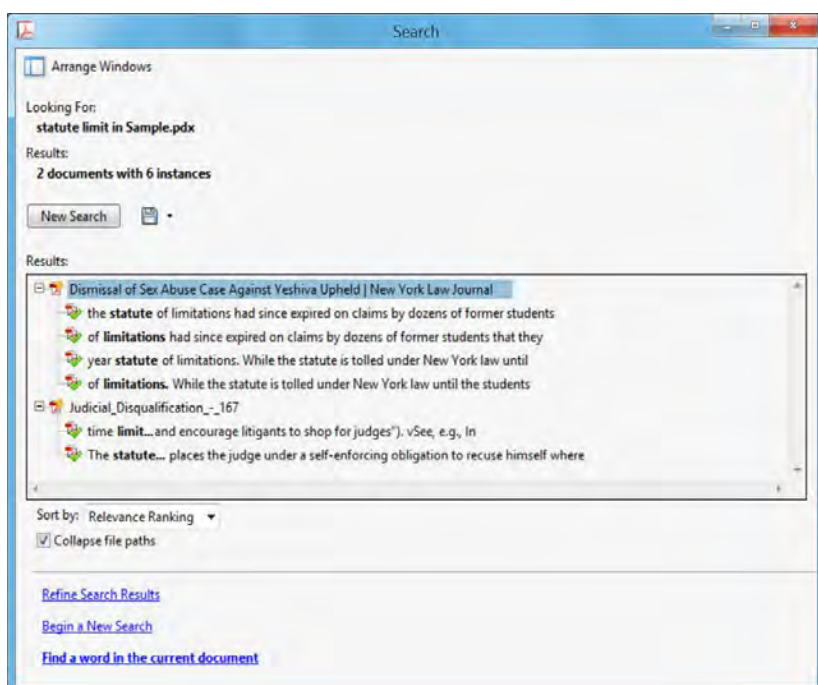 Search
Arrange Windows
Looking For:
statute limit in Sample.pdx
Results:
2 documents with 6 instances
New Search
Results:
Dismissal of Sex Abuse Case Against Yeshiva Upheld | New York Law Journal
the statute of limitations had since expired on claims by dozens of former students
of limitations had since expired on claims by dozens of former students that they
year statute of limitations. While the statute is tolled under New York law until
of limitations. While the statute is tolled under New York law until the students
Judicial_Disqualification_-_167
time limit...and encourage litigants to shop for judges"). vSee, e.g., In
The statute... places the judge under a self-enforcing obligation to recuse himself where
Sort by: Relevance Ranking
Collapse file paths
Refine Search Results
Begin a New Search
Find a word in the current document